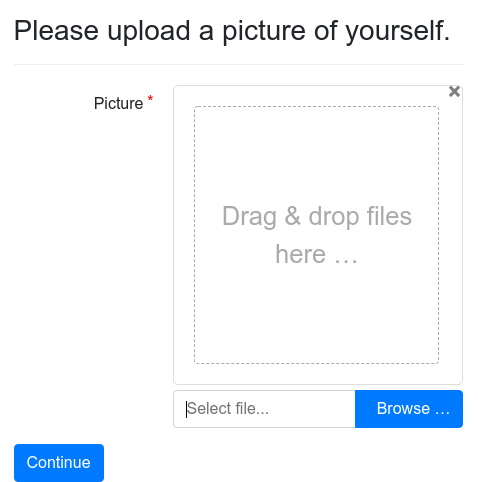 Please upload a picture of yourself.
Picture *
×
Drag & drop files
here …
Select file...
Browse …
Continue